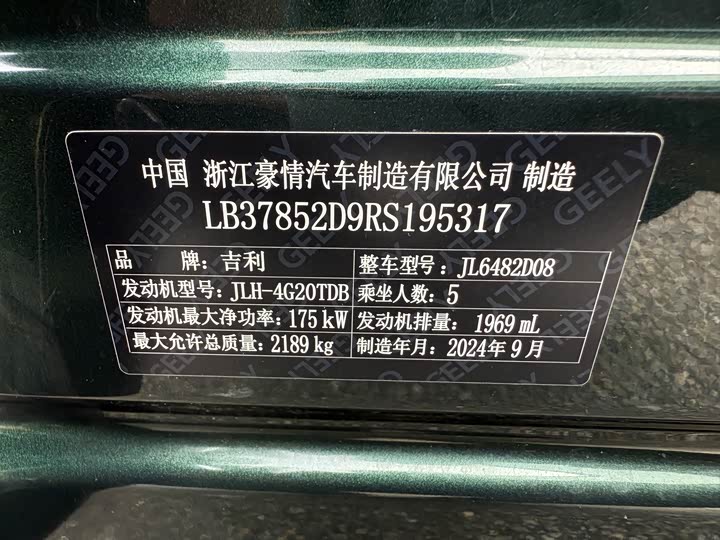 中国 浙江豪情汽车制造有限公司 制造
LB37852D9RS195317
品 牌：吉利 整车型号：JL6482D08
发动机型号：JLH-4G20TDB 乘坐人数：5
发动机最大净功率：175 kW 发动机排量：1969 mL
最大允许总质量：2189 kg 制造年月：2024年9月
GEELY